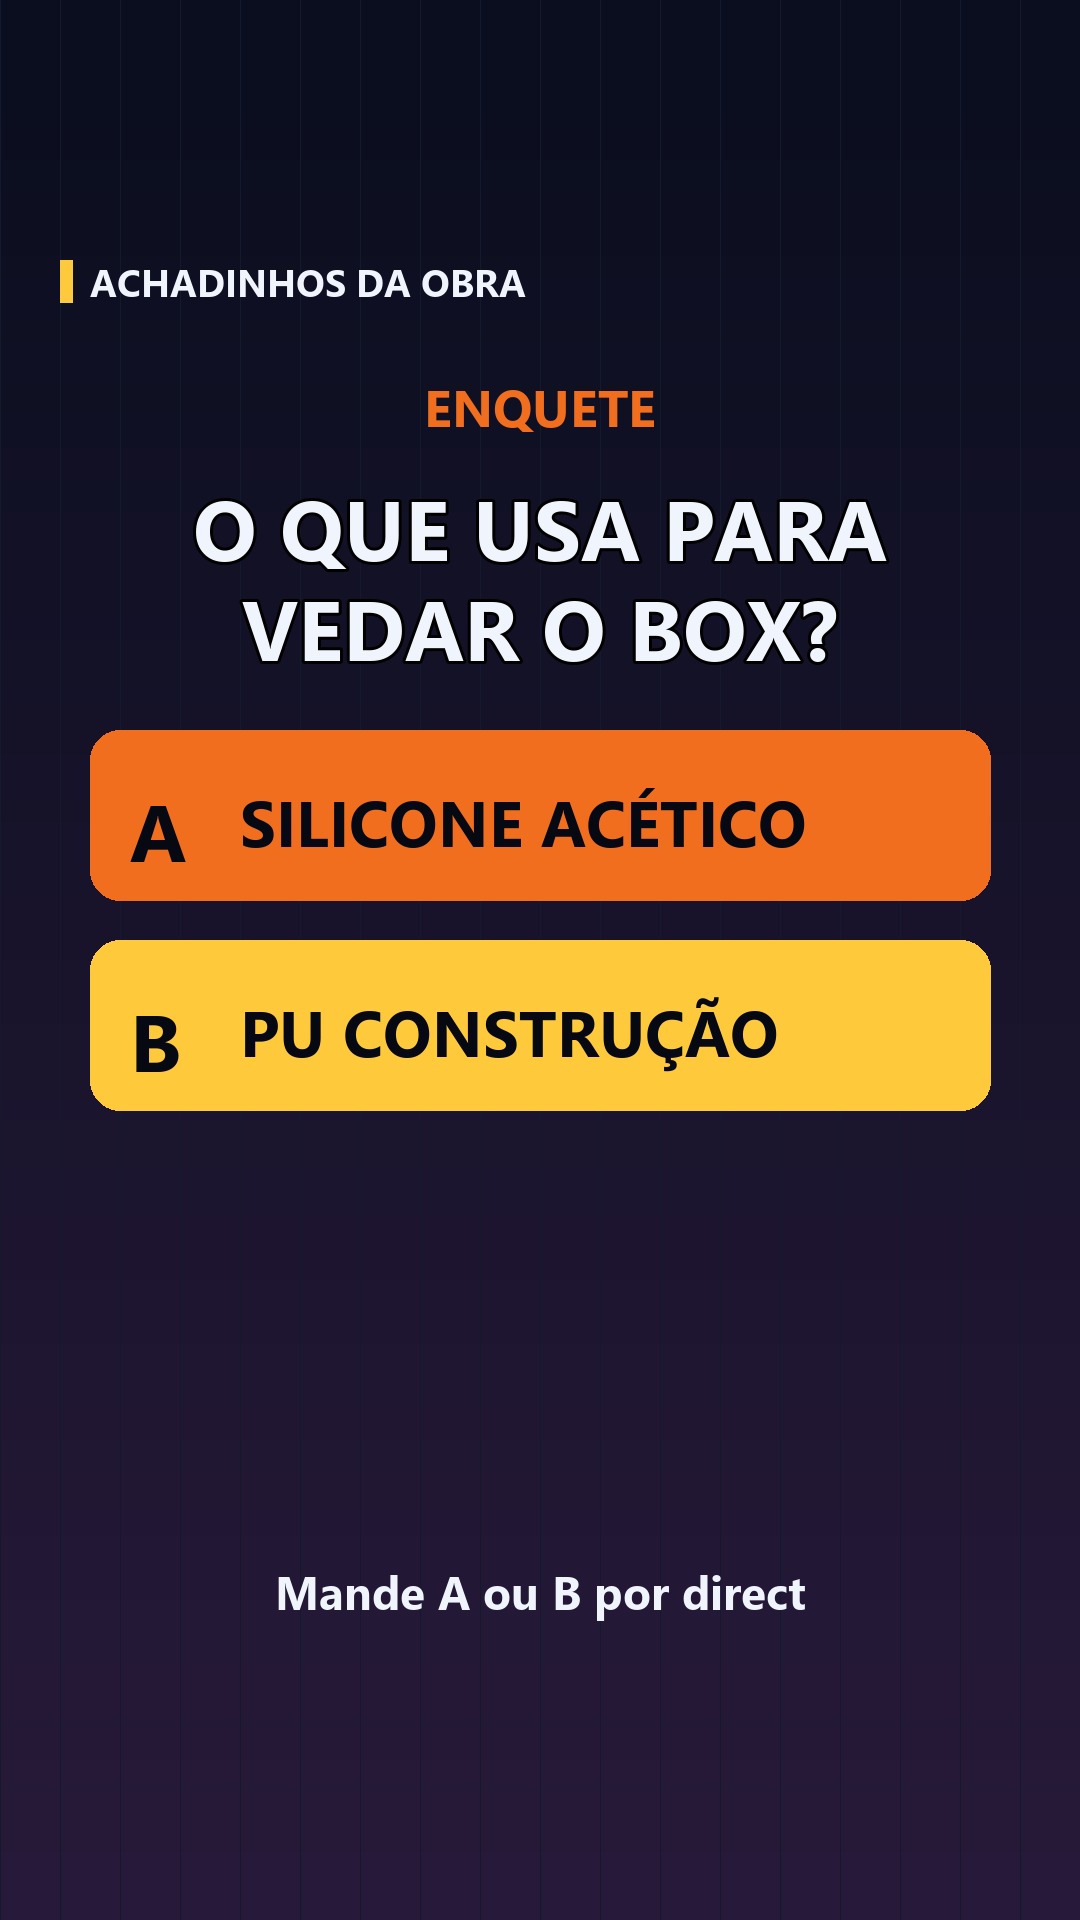 ACHADINHOS DA OBRA
ENQUETE
O QUE USA PARA
VEDAR O BOX?
A SILICONE ACÉTICO
B PU CONSTRUÇÃO
Mande A ou B por direct